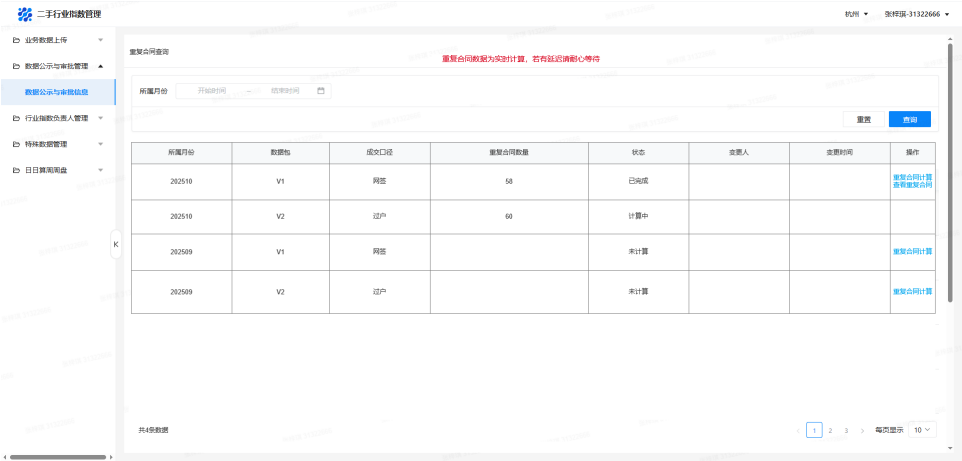 二手行业指数管理
杭州 张梓琪-31322666
业务数据上传
数据公示与审批管理
数据公示与审批信息
行业指数负责人管理
特殊数据管理
日日算周周盘
重复合同查询
重复合同数据为实时计算，若有延迟请耐心等待
所属月份 开始时间 ~ 结束时间
重置 查询
所属月份 数据包 成交口径 重复合同数量 状态 变更人 变更时间 操作
202510 V1 网签 58 已完成 重复合同计算
查看重复合同
202510 V2 过户 60 计算中
202509 V1 网签 未计算 重复合同计算
202509 V2 过户 未计算 重复合同计算
共4条数据
1 2 3 每页显示 10